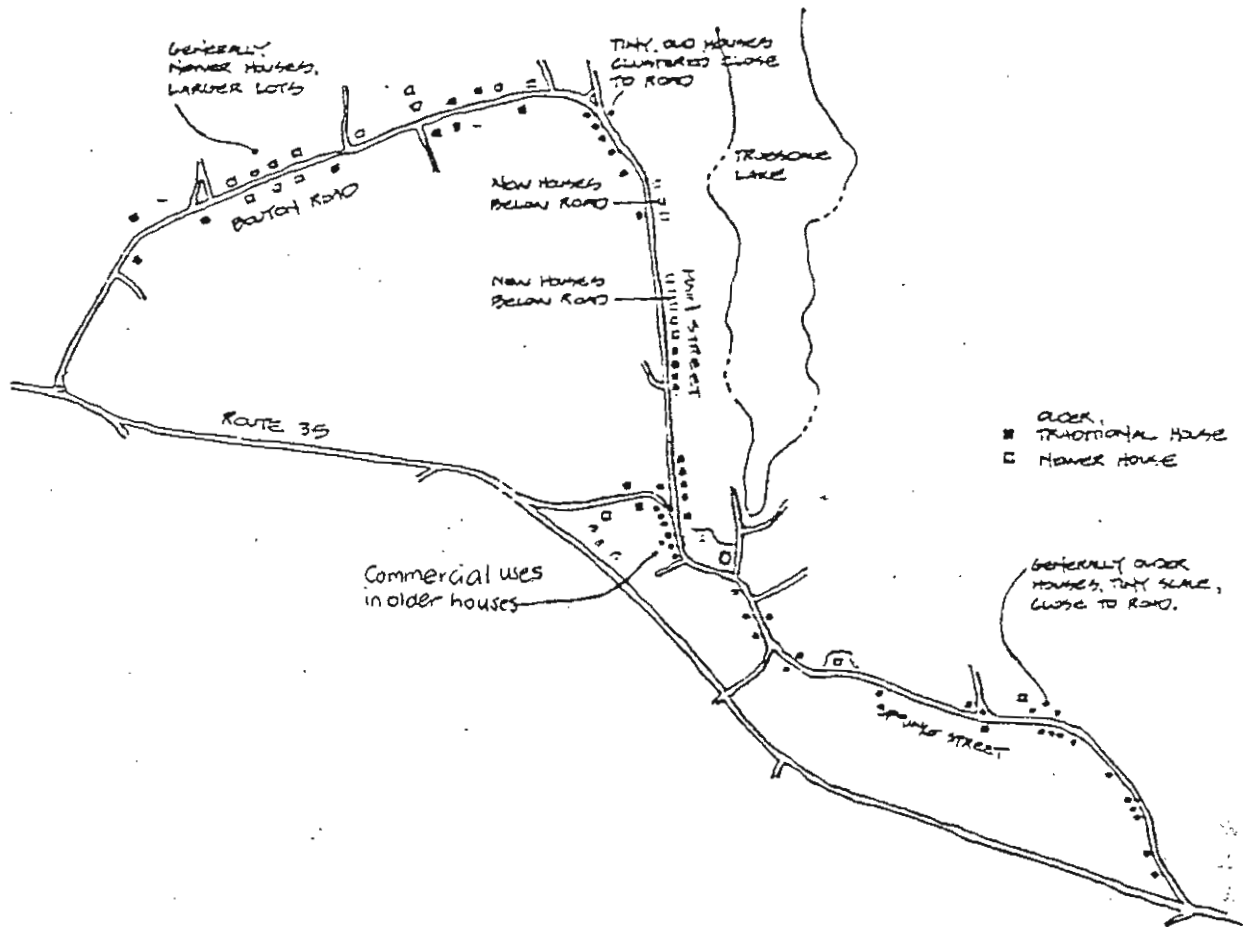 GENERALLY
NEWER HOUSES,
LARGER LOTS
TINY, OLD HOUSES
CLUSTERED CLOSE
TO ROAD
TRUESDALE
LAKE
NEW HOUSES
BELOW ROAD
BOUTON ROAD
NEW HOUSES
BELOW ROAD
MAIN STREET
ROUTE 35
OLDER,
TRADITIONAL HOUSE
NEWER HOUSE
Commercial uses
in older houses
GENERALLY OLDER
HOUSES, TINY SCALE,
CLOSE TO ROAD.
SPRING STREET